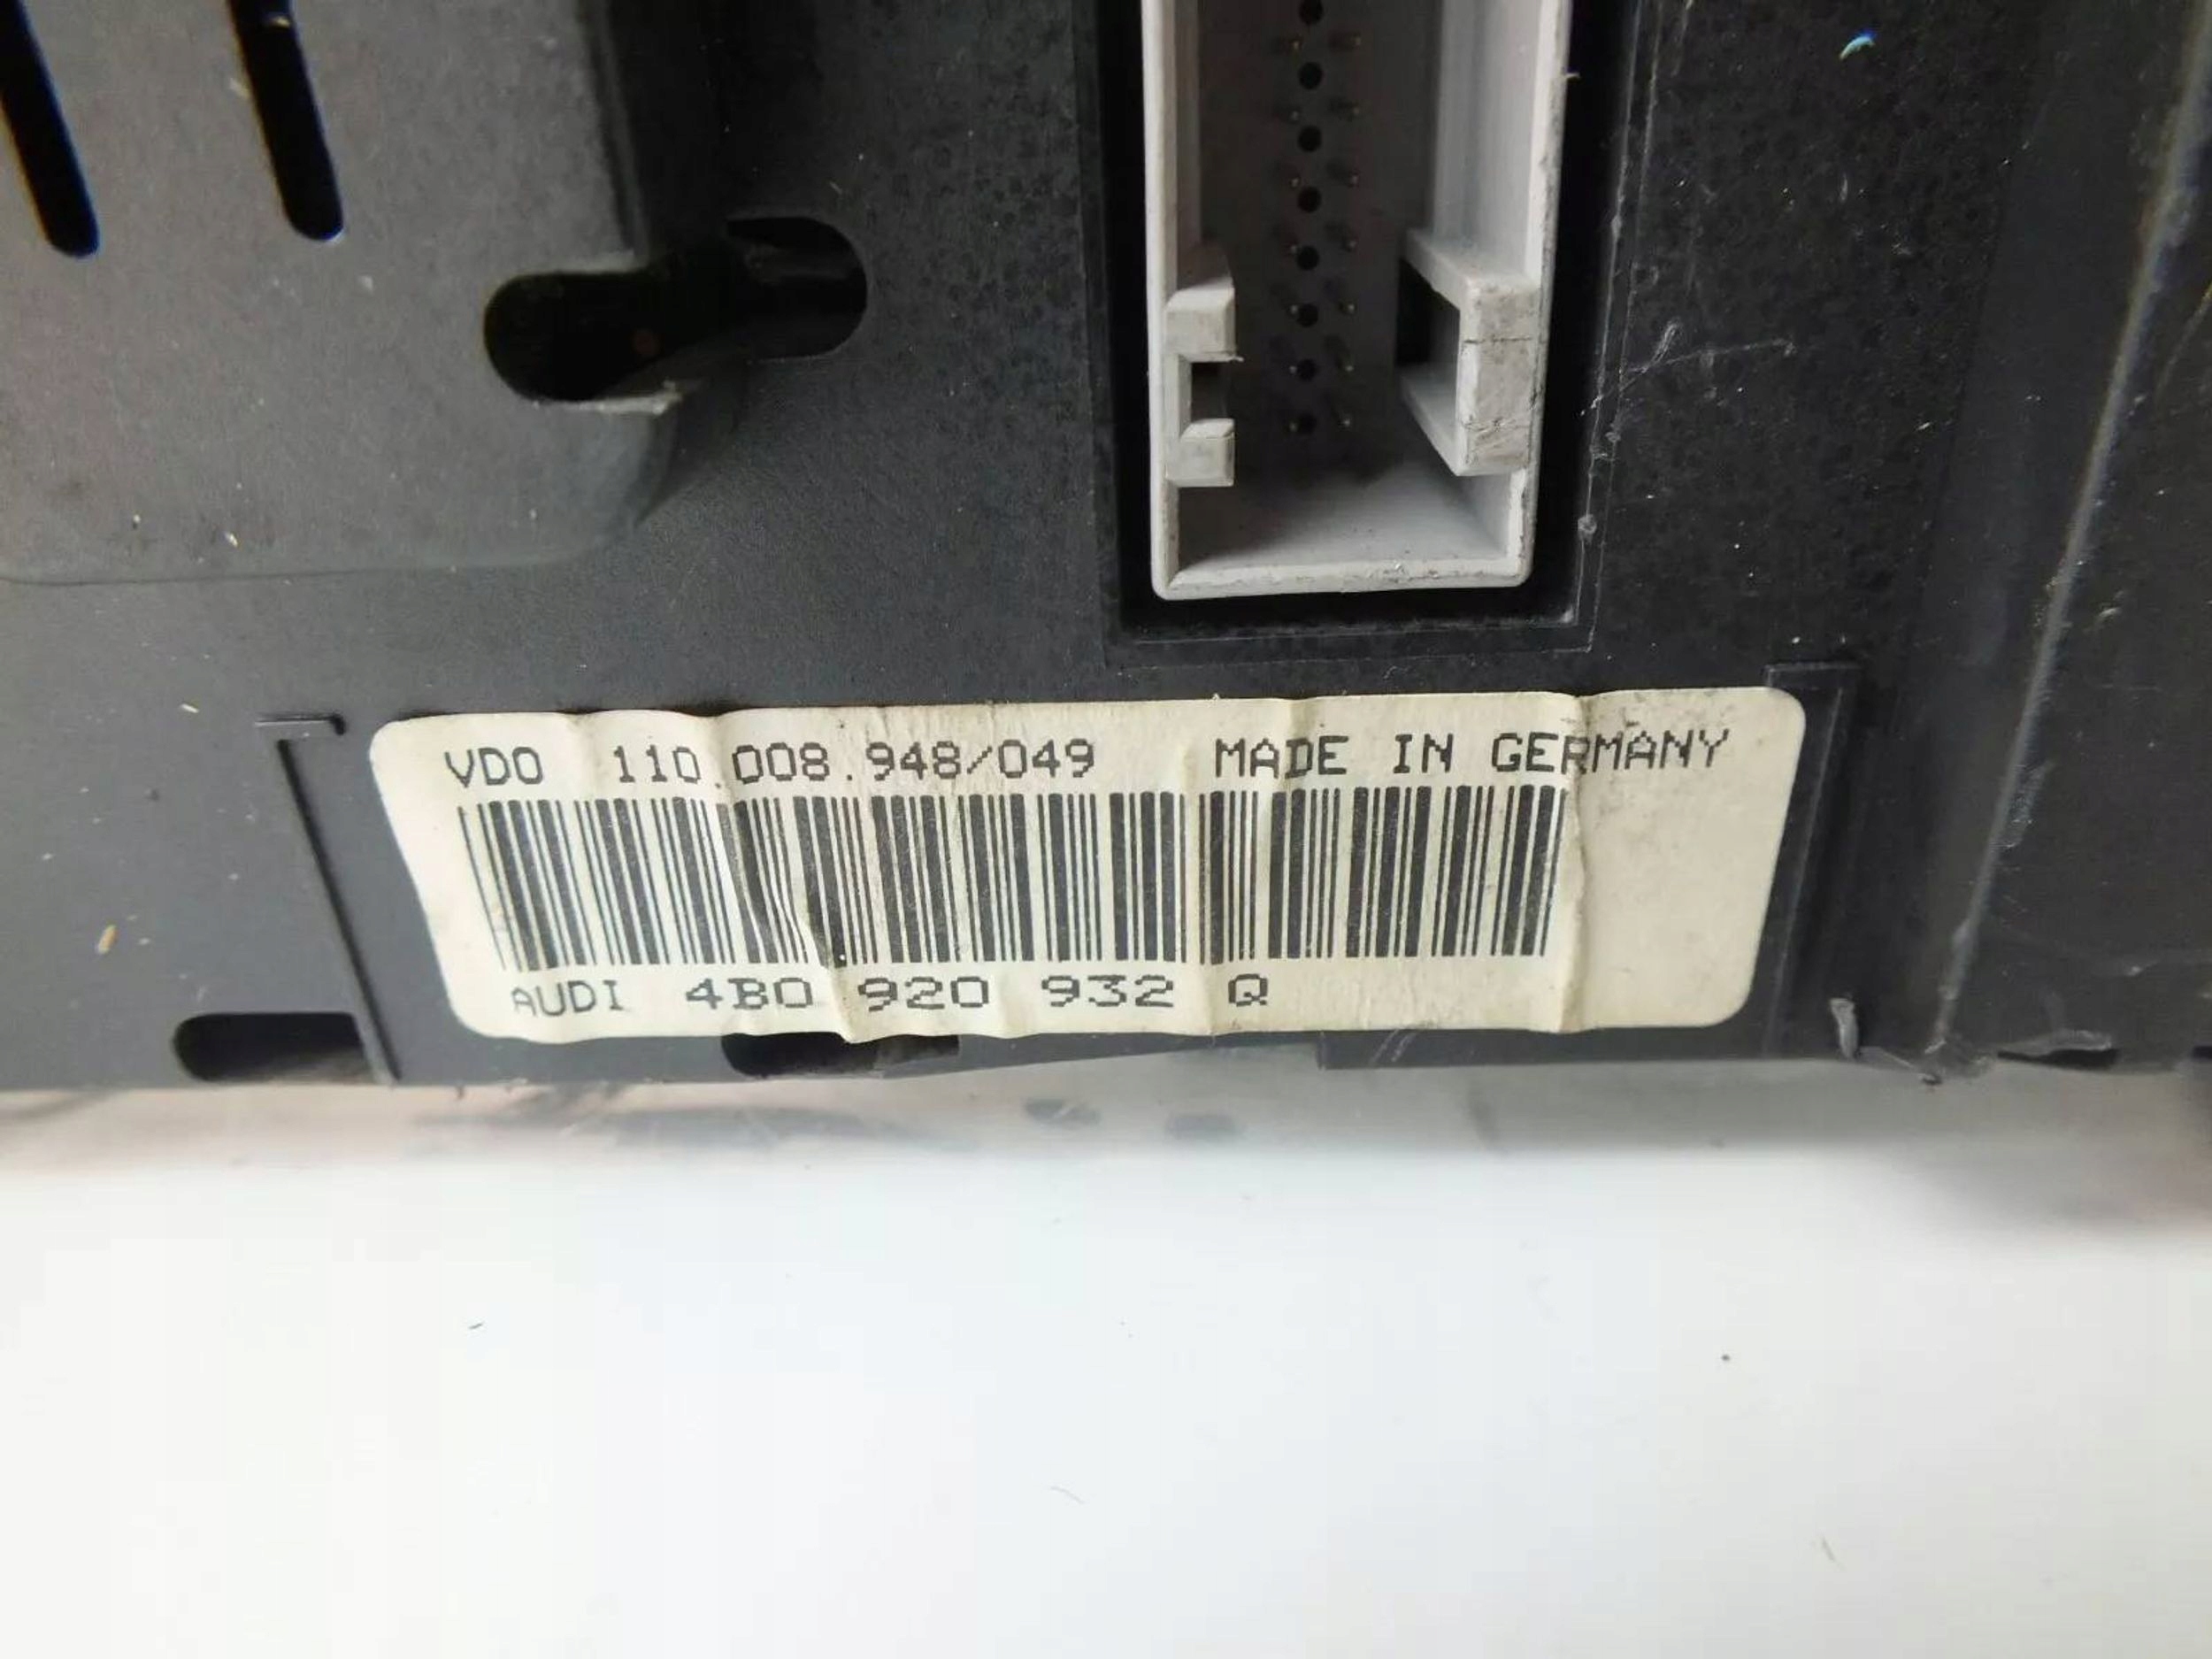 VDO 110.008.948/049 MADE IN GERMANY
AUDI 4B0 920 932 Q